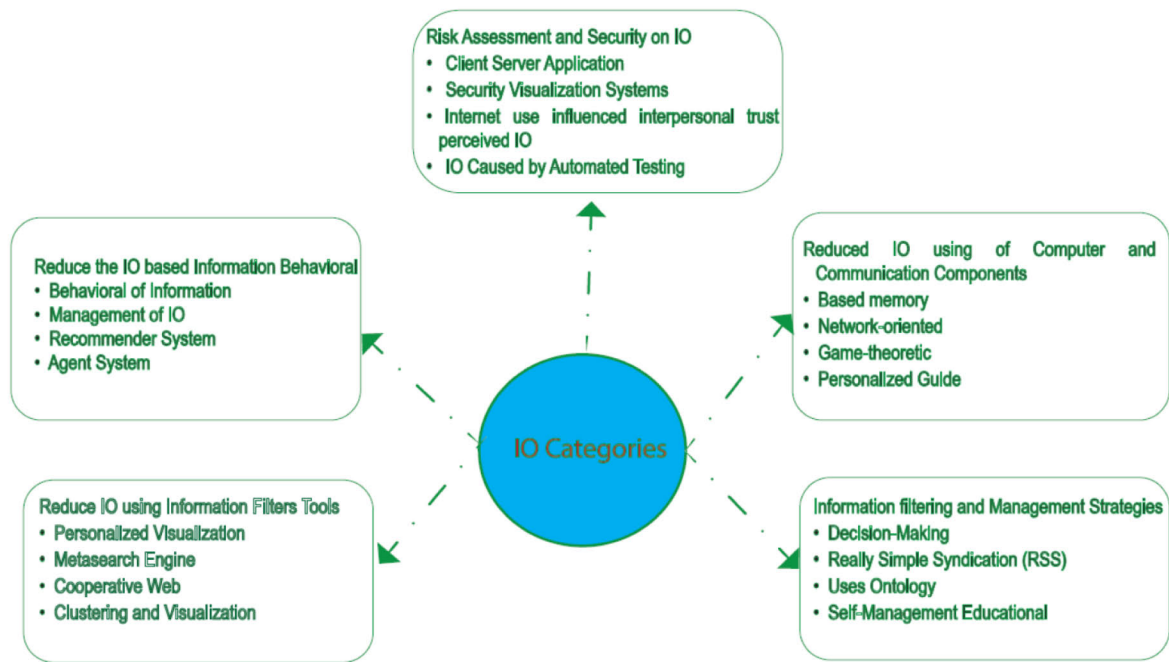 Risk Assessment and Security on IO
• Client Server Application
• Security Visualization Systems
• Internet use influenced interpersonal trust
perceived IO
• IO Caused by Automated Testing
Reduce the IO based Information Behavioral
• Behavioral of Information
• Management of IO
• Recommender System
• Agent System
Reduced IO using of Computer and
Communication Components
• Based memory
• Network-oriented
• Game-theoretic
• Personalized Guide
IO Categories
Reduce IO using Information Filters Tools
• Personalized Visualization
• Metasearch Engine
• Cooperative Web
• Clustering and Visualization
Information filtering and Management Strategies
• Decision-Making
• Really Simple Syndication (RSS)
• Uses Ontology
• Self-Management Educational